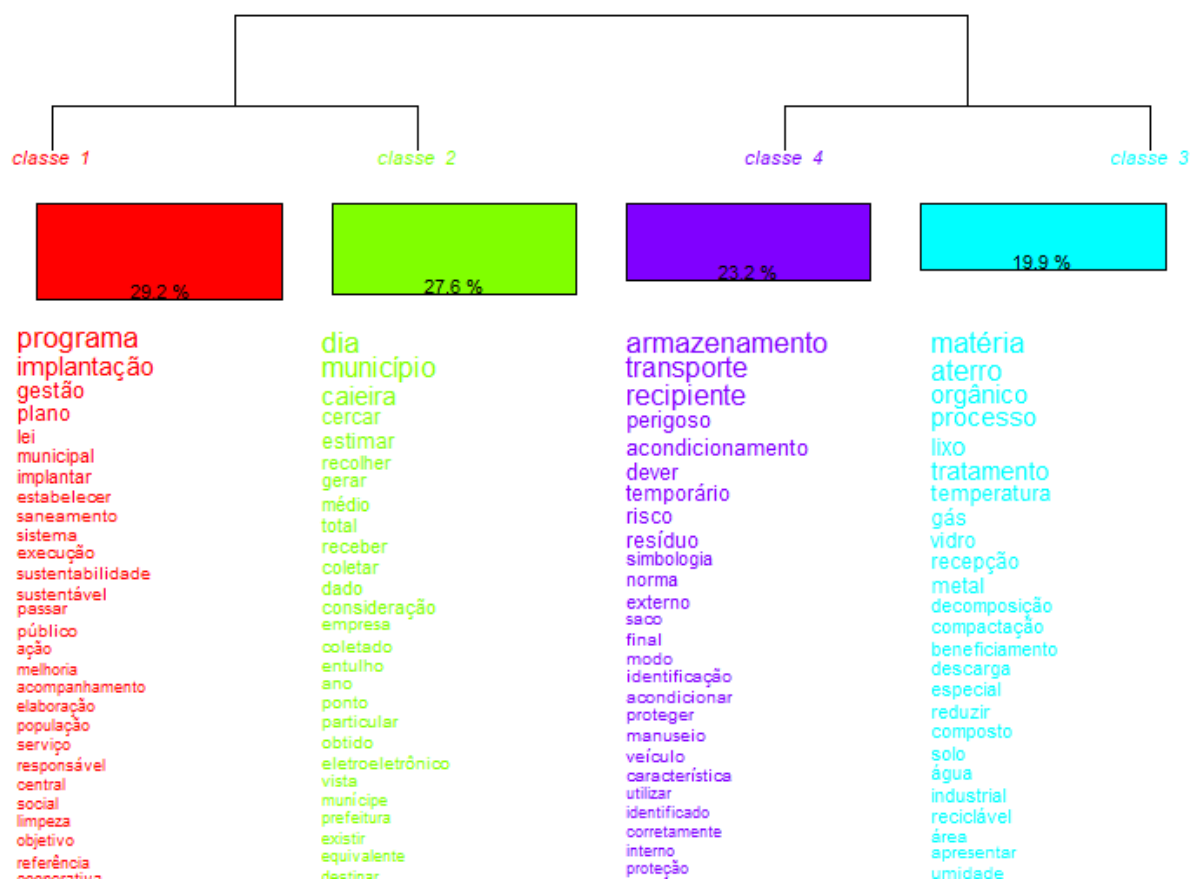 classe 1
classe 2
classe 4
classe 3
29.2 %
27.6 %
23.2 %
19.9 %
programa
implantação
gestão
plano
lei
municipal
implantar
estabelecer
saneamento
sistema
execução
sustentabilidade
sustentável
passar
público
ação
melhoria
acompanhamento
elaboração
população
serviço
responsável
central
social
limpeza
objetivo
referência
cooperativa
dia
município
caieira
cercar
estimar
recolher
gerar
médio
total
receber
coletar
dado
consideração
empresa
coletado
entulho
ano
ponto
particular
obtido
eletroeletrônico
vista
munícipe
prefeitura
existir
equivalente
destinar
armazenamento
transporte
recipiente
perigoso
acondicionamento
dever
temporário
risco
resíduo
simbologia
norma
externo
saco
final
modo
identificação
acondicionar
proteger
manuseio
veículo
característica
utilizar
identificado
corretamente
interno
proteção
matéria
aterro
orgânico
processo
lixo
tratamento
temperatura
gás
vidro
recepção
metal
decomposição
compactação
beneficiamento
descarga
especial
reduzir
composto
solo
água
industrial
reciclável
área
apresentar
umidade